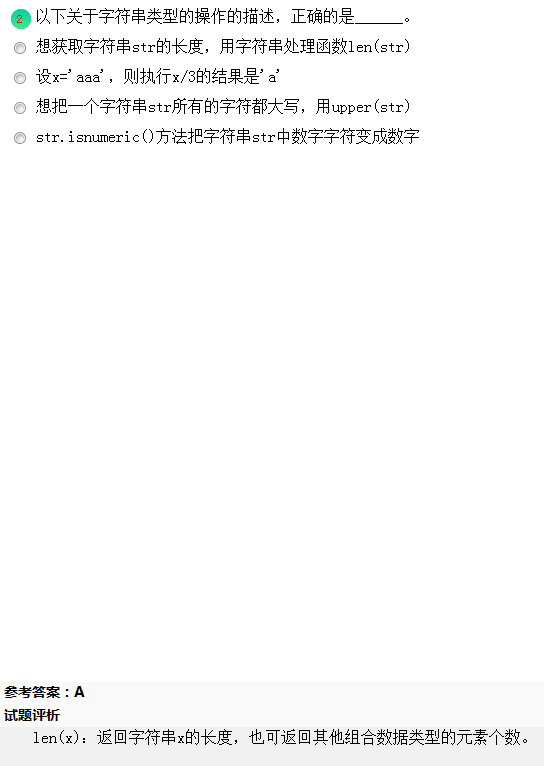 2 以下关于字符串类型的操作的描述，正确的是______。
想获取字符串str的长度，用字符串处理函数len(str)
设x='aaa'，则执行x/3的结果是'a'
想把一个字符串str所有的字符都大写，用upper(str)
str.isnumeric()方法把字符串str中数字字符变成数字
参考答案：A
试题评析
len(x)：返回字符串x的长度，也可返回其他组合数据类型的元素个数。